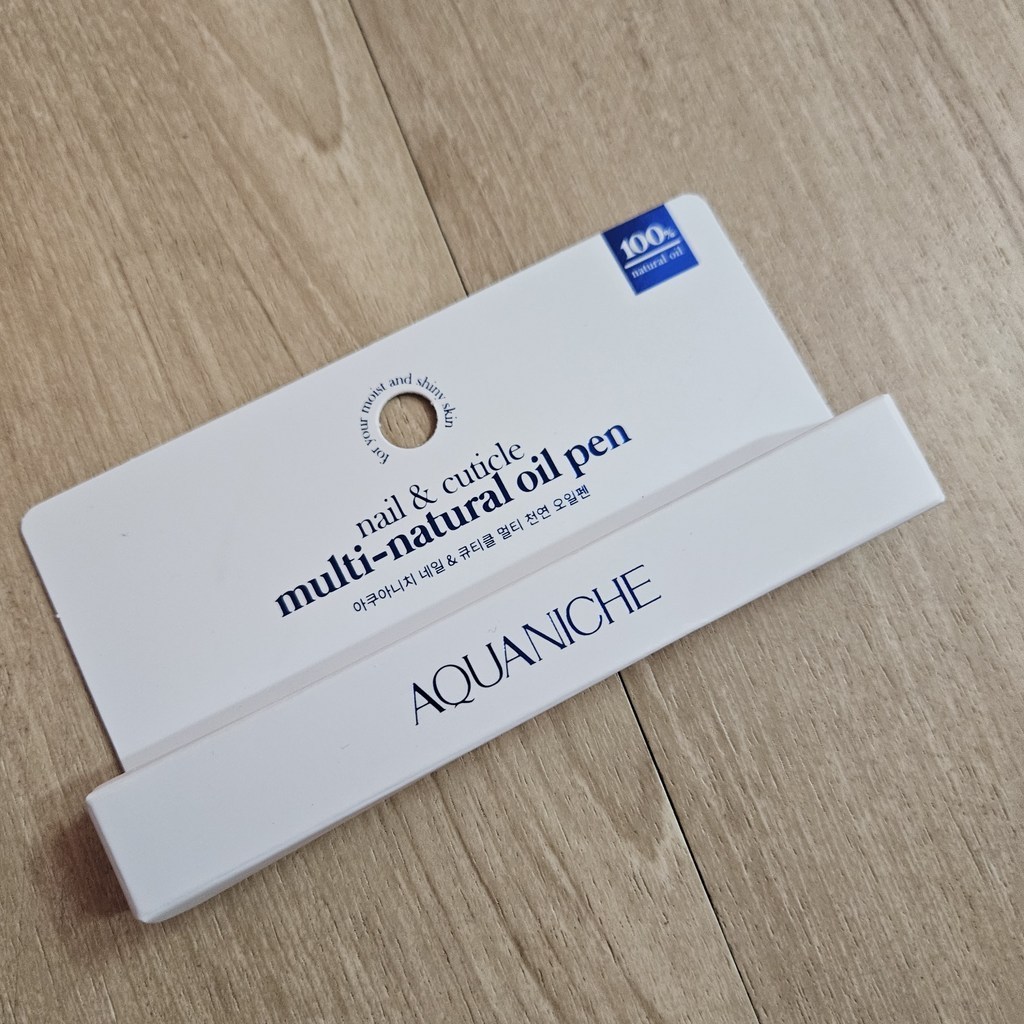 100%
natural oil
for your moist and shiny skin
nail & cuticle
multi-natural oil pen
아쿠아니치 네일 & 큐티클 멀티 천연 오일펜
AQUANICHE